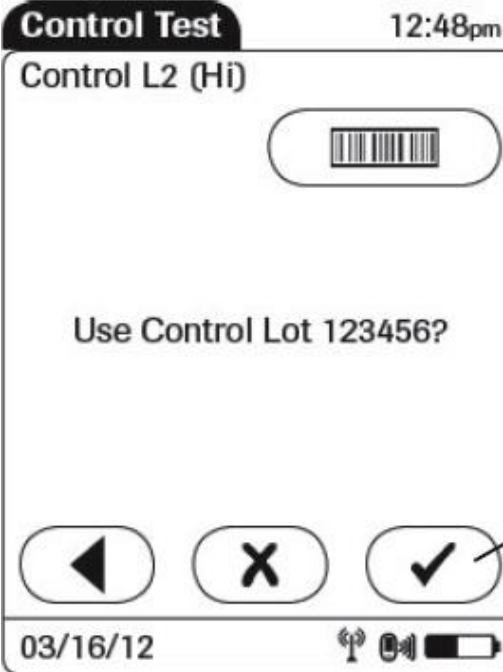 Control Test 12:48pm
Control L2 (Hi)
Use Control Lot 123456?
03/16/12